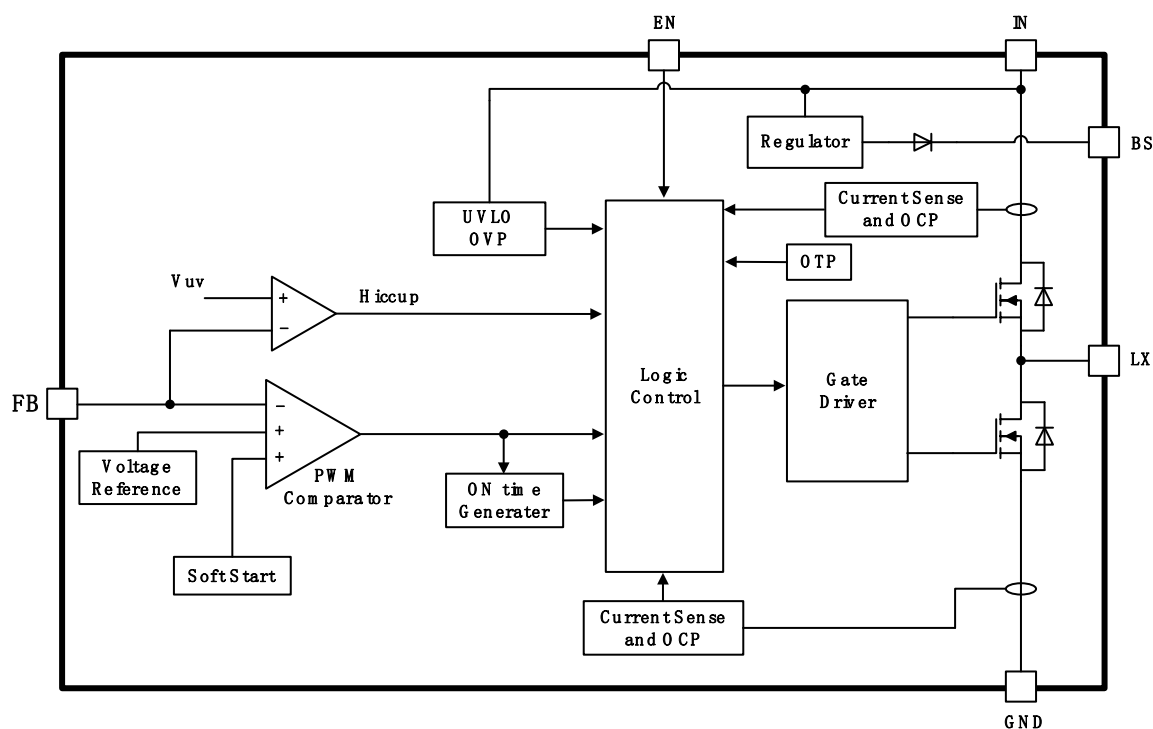 EN
IN
BS
Regulator
Current Sense
and OCP
UVLO
OVP
OTP
Vuv
+
−
Hiccup
Logic
Control
Gate
Driver
LX
FB
−
+
+
Voltage
Reference
PWM
Comparator
ON time
Generater
Soft Start
Current Sense
and OCP
GND